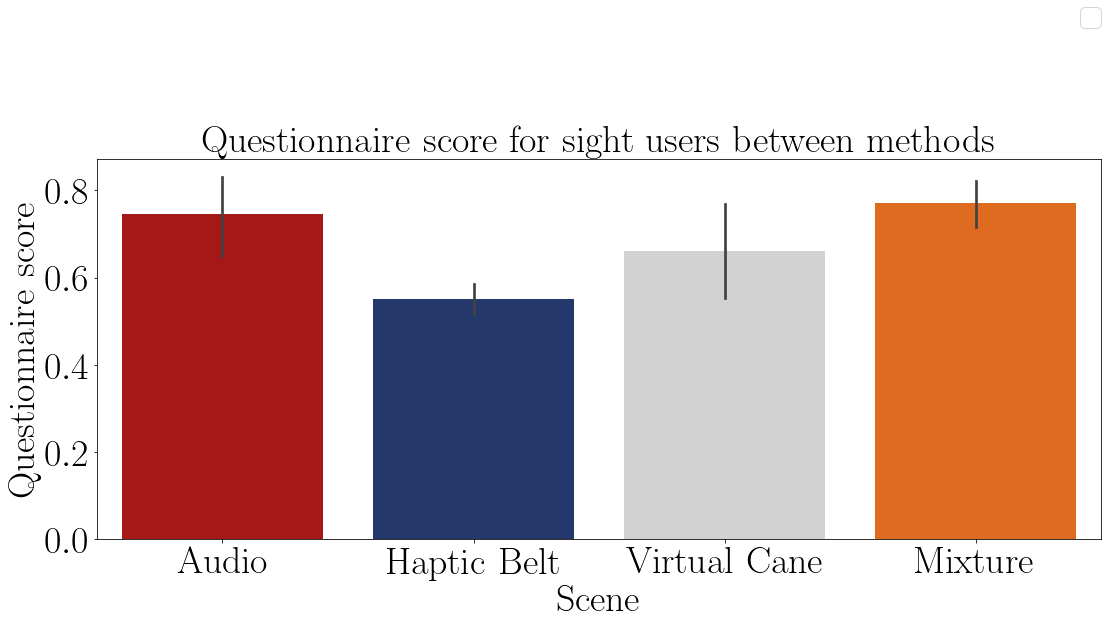 Questionnaire score for sight users between methods
Questionnaire score
0.8
0.6
0.4
0.2
0.0
Audio
Haptic Belt
Virtual Cane
Mixture
Scene